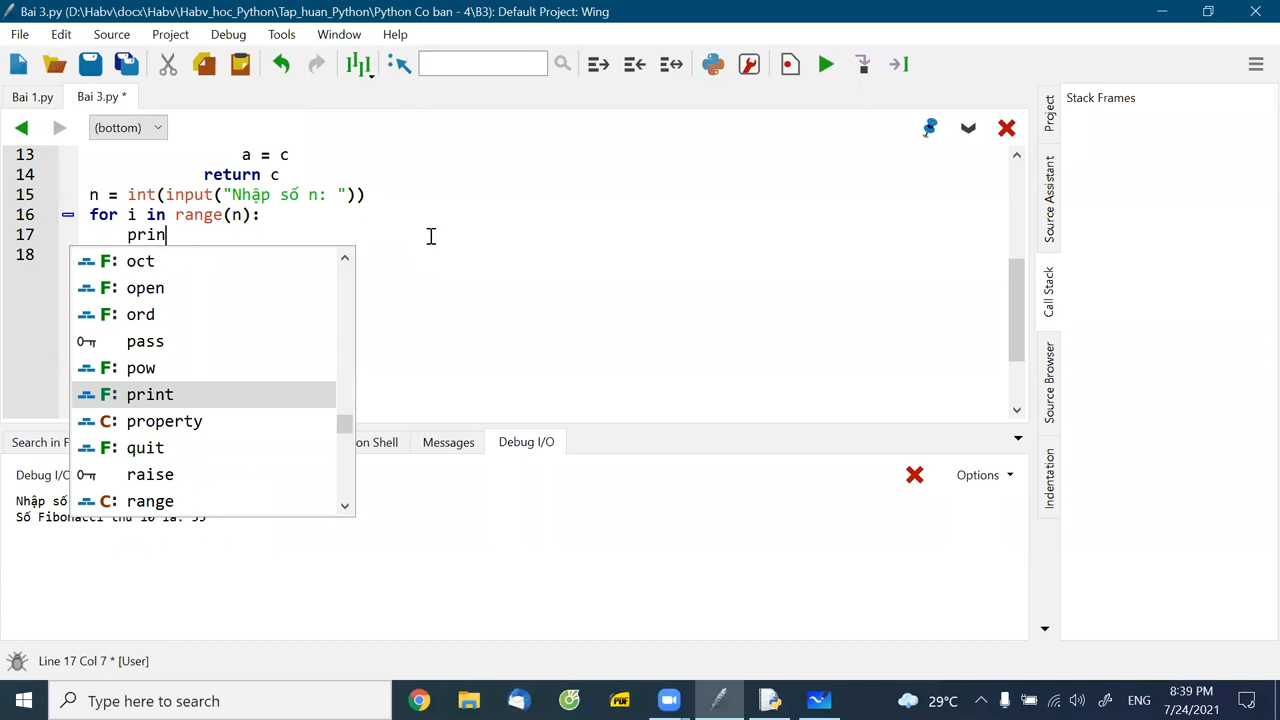 Bai 3.py (D:\Habv\docx\Habv_hoc_Python\Tap_huan_Python\Python Co ban - 4\B3): Default Project: Wing
File Edit Source Project Debug Tools Window Help
Bai 1.py Bai 3.py *
(bottom)
Stack Frames
13 a = c
14 return c
15 n = int(input("Nhập số n: "))
16 for i in range(n):
17 prin
18
F: oct
F: open
F: ord
pass
F: pow
F: print
C: property
F: quit
raise
C: range
Project
Source Assistant
Call Stack
Source Browser
Indentation
Search in F on Shell Messages Debug I/O
Debug I/O Options
Nhập số
Số Fibonacci thứ 10 là: 55
Line 17 Col 7 * [User]
Type here to search
29°C ENG
8:39 PM
7/24/2021